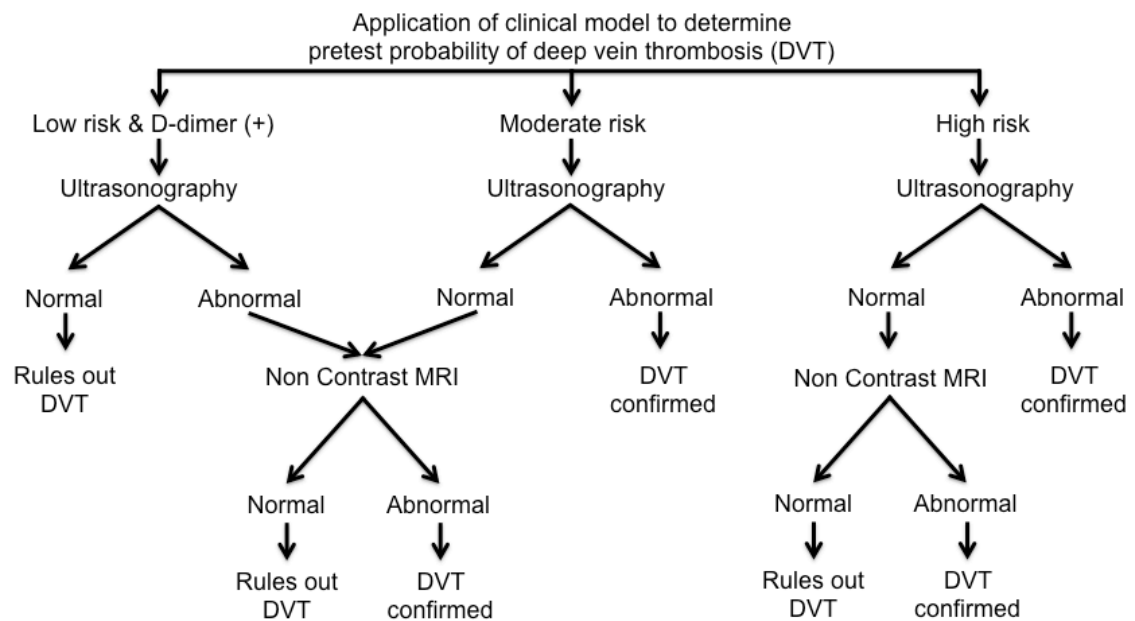 Application of clinical model to determine
pretest probability of deep vein thrombosis (DVT)
Low risk & D-dimer (+)
Moderate risk
High risk
Ultrasonography
Ultrasonography
Ultrasonography
Normal
Abnormal
Normal
Abnormal
Normal
Abnormal
Rules out
DVT
Non Contrast MRI
DVT
confirmed
Non Contrast MRI
DVT
confirmed
Normal
Abnormal
Normal
Abnormal
Rules out
DVT
DVT
confirmed
Rules out
DVT
DVT
confirmed